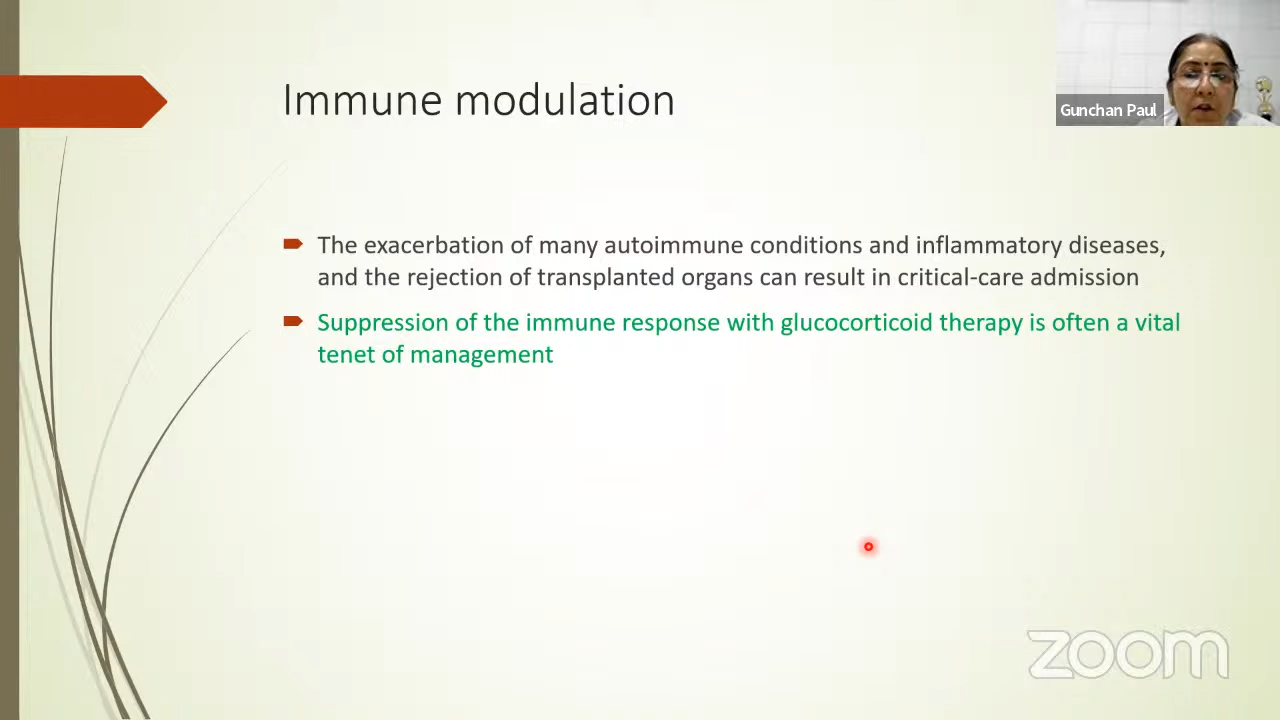 Immune modulation
Gunchan Paul
The exacerbation of many autoimmune conditions and inflammatory diseases,
and the rejection of transplanted organs can result in critical-care admission
Suppression of the immune response with glucocorticoid therapy is often a vital
tenet of management
zoom